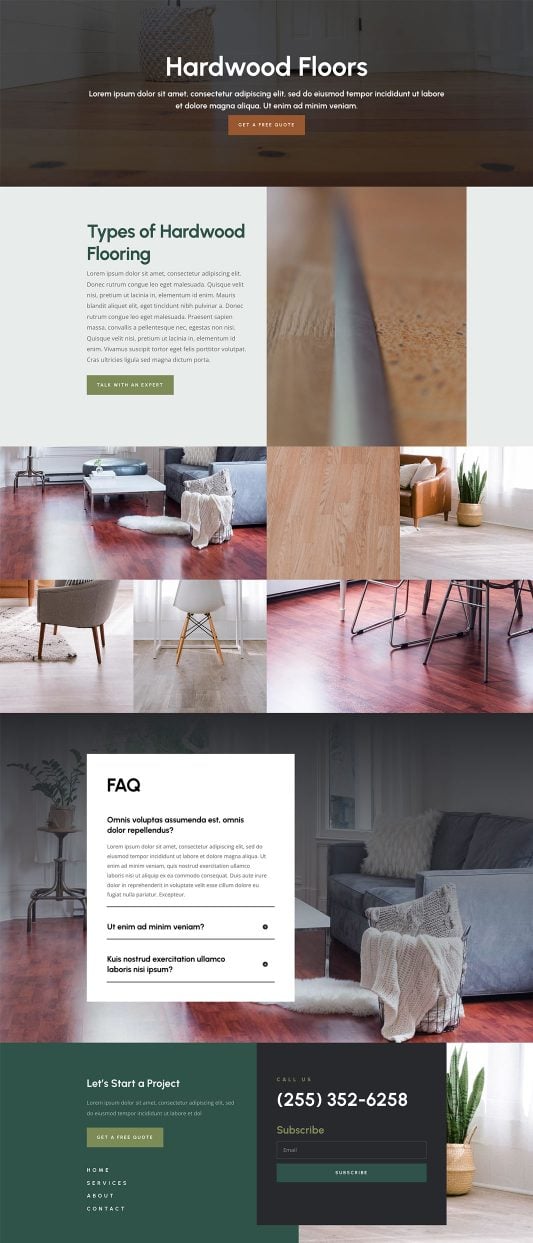 Hardwood Floors
Lorem ipsum dolor sit amet, consectetur adipiscing elit, sed do eiusmod tempor incididunt ut labore
et dolore magna aliqua. Ut enim ad minim veniam.
GET A FREE QUOTE
Types of Hardwood
Flooring
Lorem ipsum dolor sit amet, consectetur adipiscing elit.
Donec rutrum congue leo eget malesuada. Quisque velit
nisi, pretium ut lacinia in, elementum id enim. Mauris
blandit aliquet elit, eget tincidunt nibh pulvinar a. Donec
rutrum congue leo eget malesuada. Praesent sapien
massa, convallis a pellentesque nec, egestas non nisi.
Quisque velit nisi, pretium ut lacinia in, elementum id
enim. Vivamus suscipit tortor eget felis porttitor volutpat.
Cras ultricies ligula sed magna dictum porta.
TALK WITH AN EXPERT
FAQ
Omnis voluptas assumenda est, omnis
dolor repellendus?
Lorem ipsum dolor sit amet, consectetur adipiscing elit, sed do
eiusmod tempor incididunt ut labore et dolore magna aliqua. Ut
enim ad minim veniam, quis nostrud exercitation ullamco
laboris nisi ut aliquip ex ea commodo consequat. Duis aute irure
dolor in reprehenderit in voluptate velit esse cillum dolore eu
fugiat nulla pariatur. Excepteur.
Ut enim ad minim veniam?
Kuis nostrud exercitation ullamco
laboris nisi ipsum?
Let's Start a Project
Lorem ipsum dolor sit amet, consectetur adipiscing elit, sed
do eiusmod tempor incididunt ut labore et dol
GET A FREE QUOTE
HOME
SERVICES
ABOUT
CONTACT
CALL US
(255) 352-6258
Subscribe
Email
SUBSCRIBE